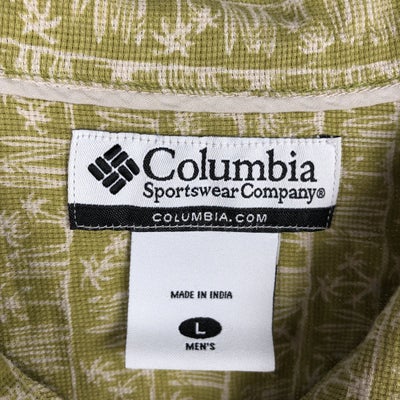 Columbia
Sportswear Company®
COLUMBIA.COM
MADE IN INDIA
L
MEN'S